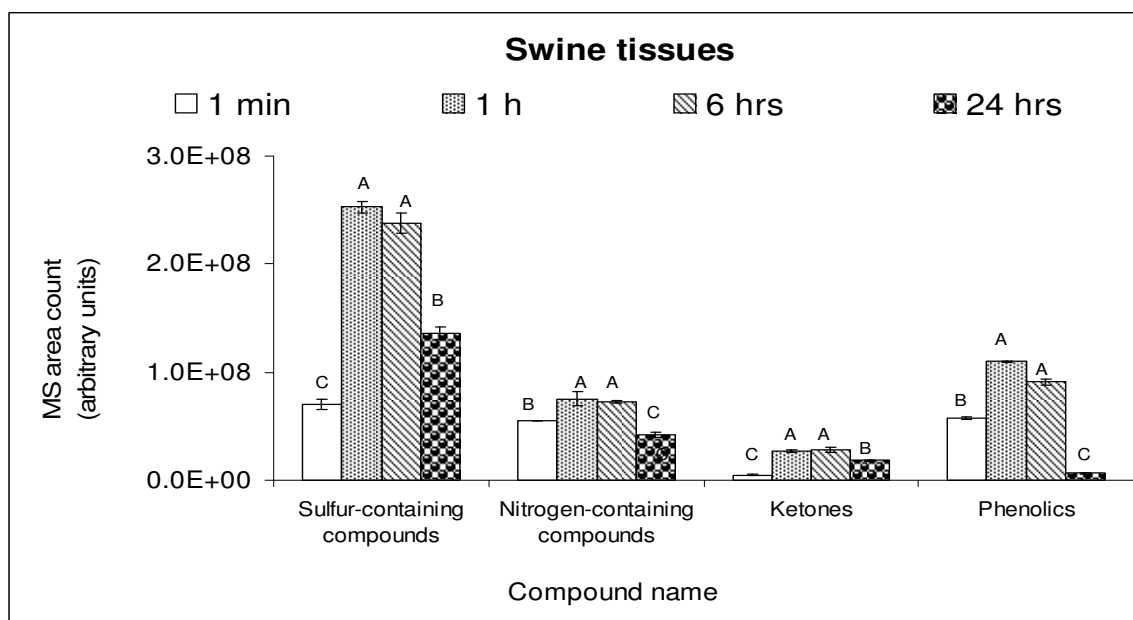 Swine tissues
1 min 1 h 6 hrs 24 hrs
3.0E+08
2.0E+08
1.0E+08
0.0E+00
MS area count
(arbitrary units)
C A A B
B A A C
C A A B
B A A C
Sulfur-containing
compounds
Nitrogen-containing
compounds
Ketones
Phenolics
Compound name